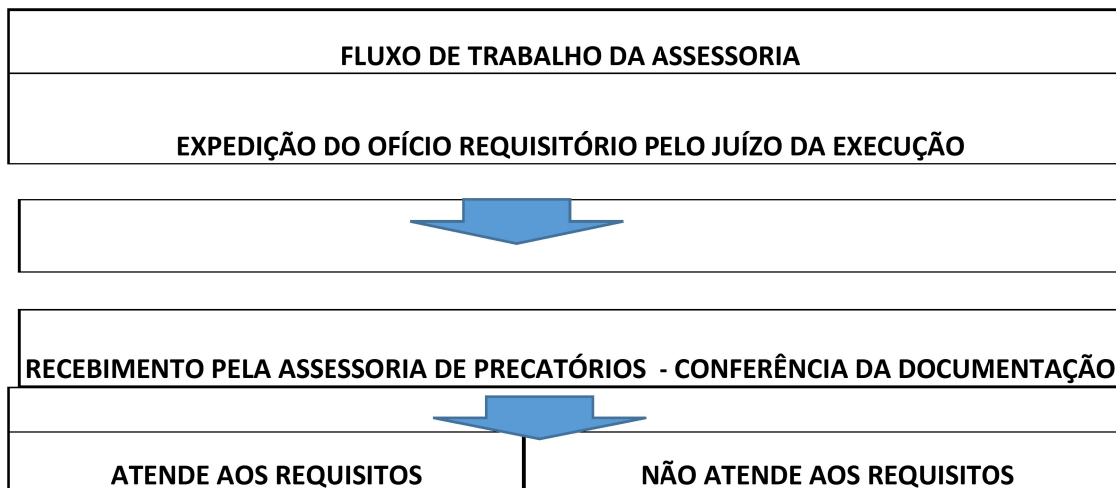 FLUXO DE TRABALHO DA ASSESSORIA
EXPEDIÇÃO DO OFÍCIO REQUISITÓRIO PELO JUÍZO DA EXECUÇÃO
RECEBIMENTO PELA ASSESSORIA DE PRECATÓRIOS - CONFERÊNCIA DA DOCUMENTAÇÃO
ATENDE AOS REQUISITOS
NÃO ATENDE AOS REQUISITOS